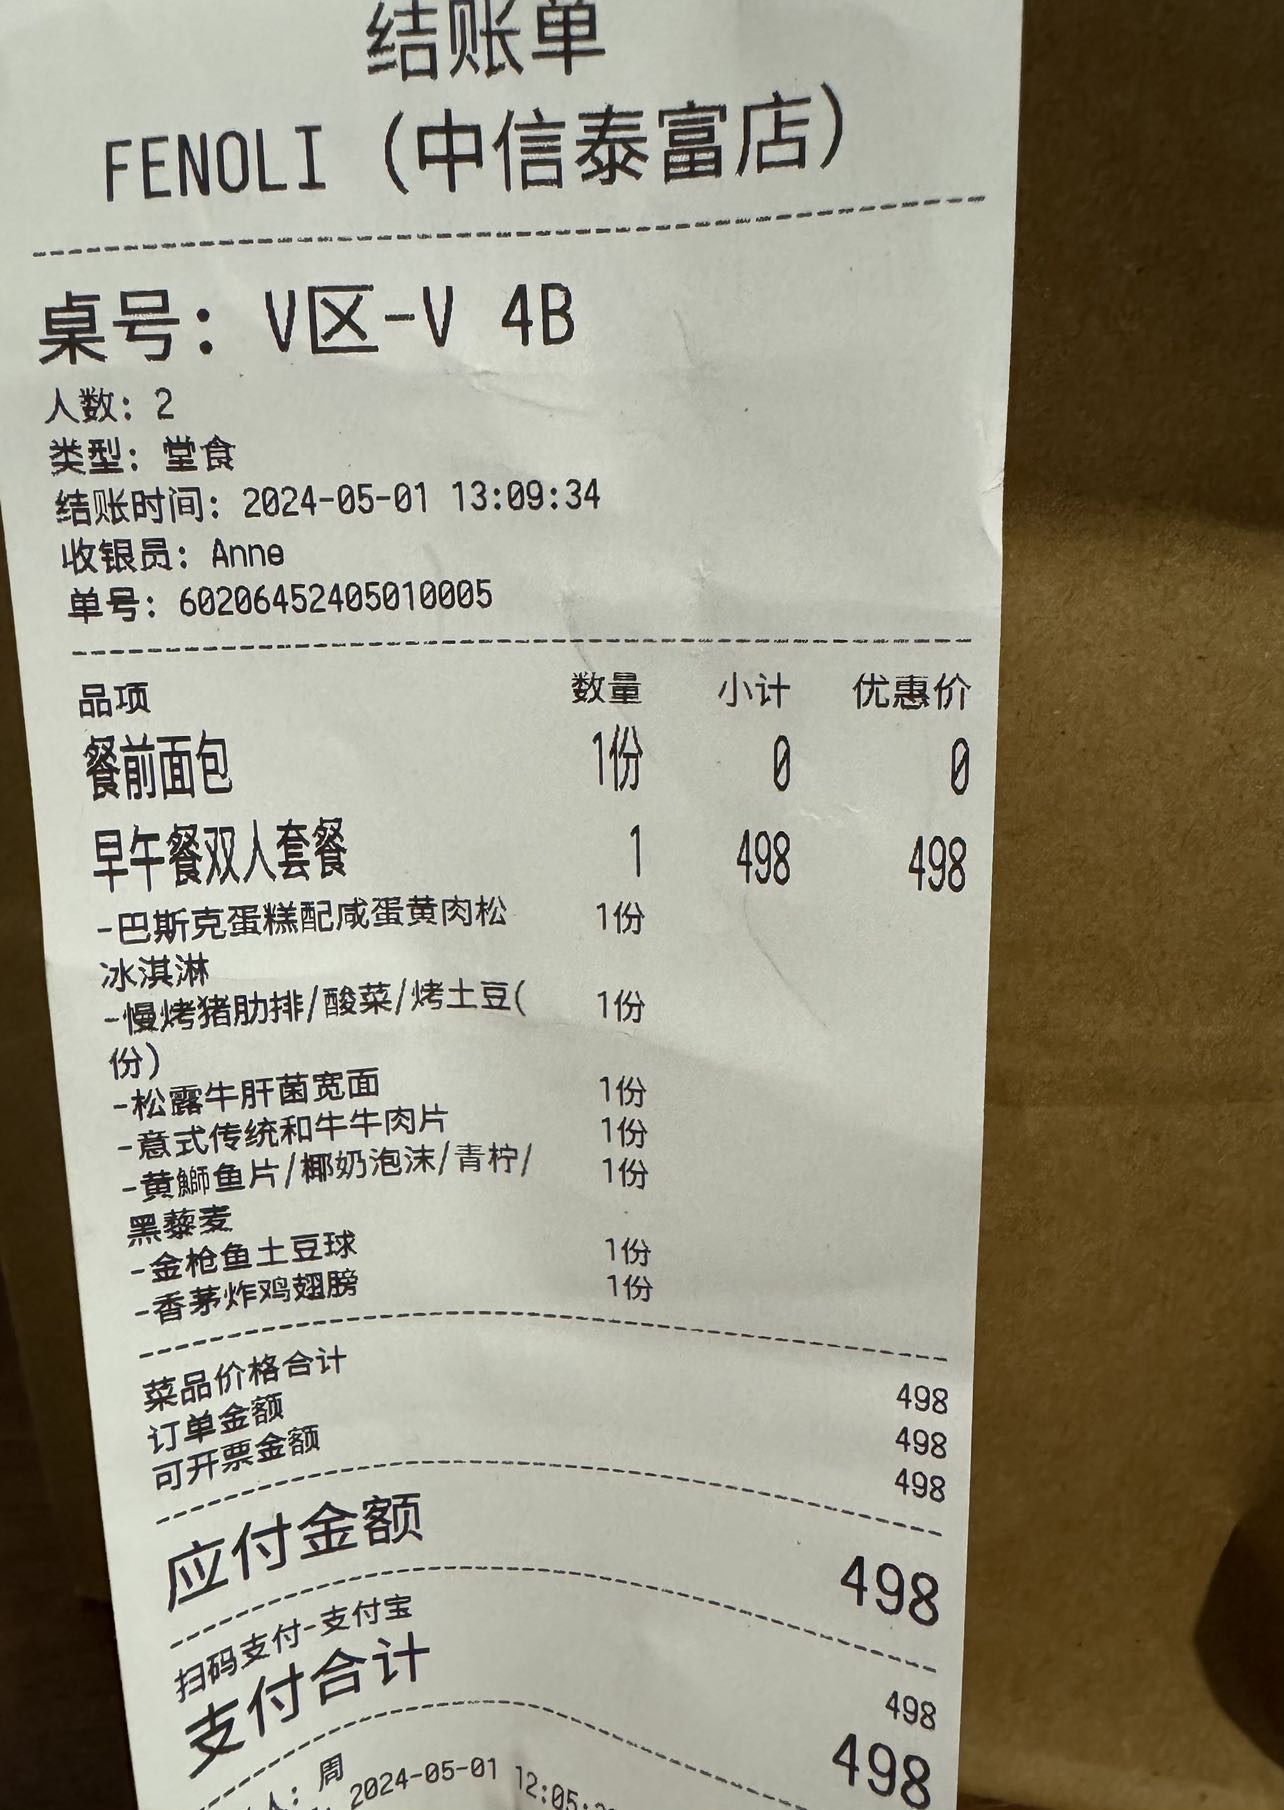 结账单
FENOLI (中信泰富店)
桌号: V区-V 4B
人数: 2
类型: 堂食
结账时间: 2024-05-01 13:09:34
收银员: Anne
单号: 60206452405010005
品项 数量 小计 优惠价
餐前面包 1份 0 0
早午餐双人套餐 1 498 498
-巴斯克蛋糕配咸蛋黄肉松 1份
冰淇淋
-慢烤猪肋排/酸菜/烤土豆( 1份
份)
-松露牛肝菌宽面 1份
-意式传统和牛牛肉片 1份
-黄鰤鱼片/椰奶泡沫/青柠/ 1份
黑藜麦
-金枪鱼土豆球 1份
-香茅炸鸡翅膀 1份
菜品价格合计 498
订单金额 498
可开票金额 498
应付金额 498
扫码支付-支付宝 498
支付合计 498
人: 周
2024-05-01 12:05: